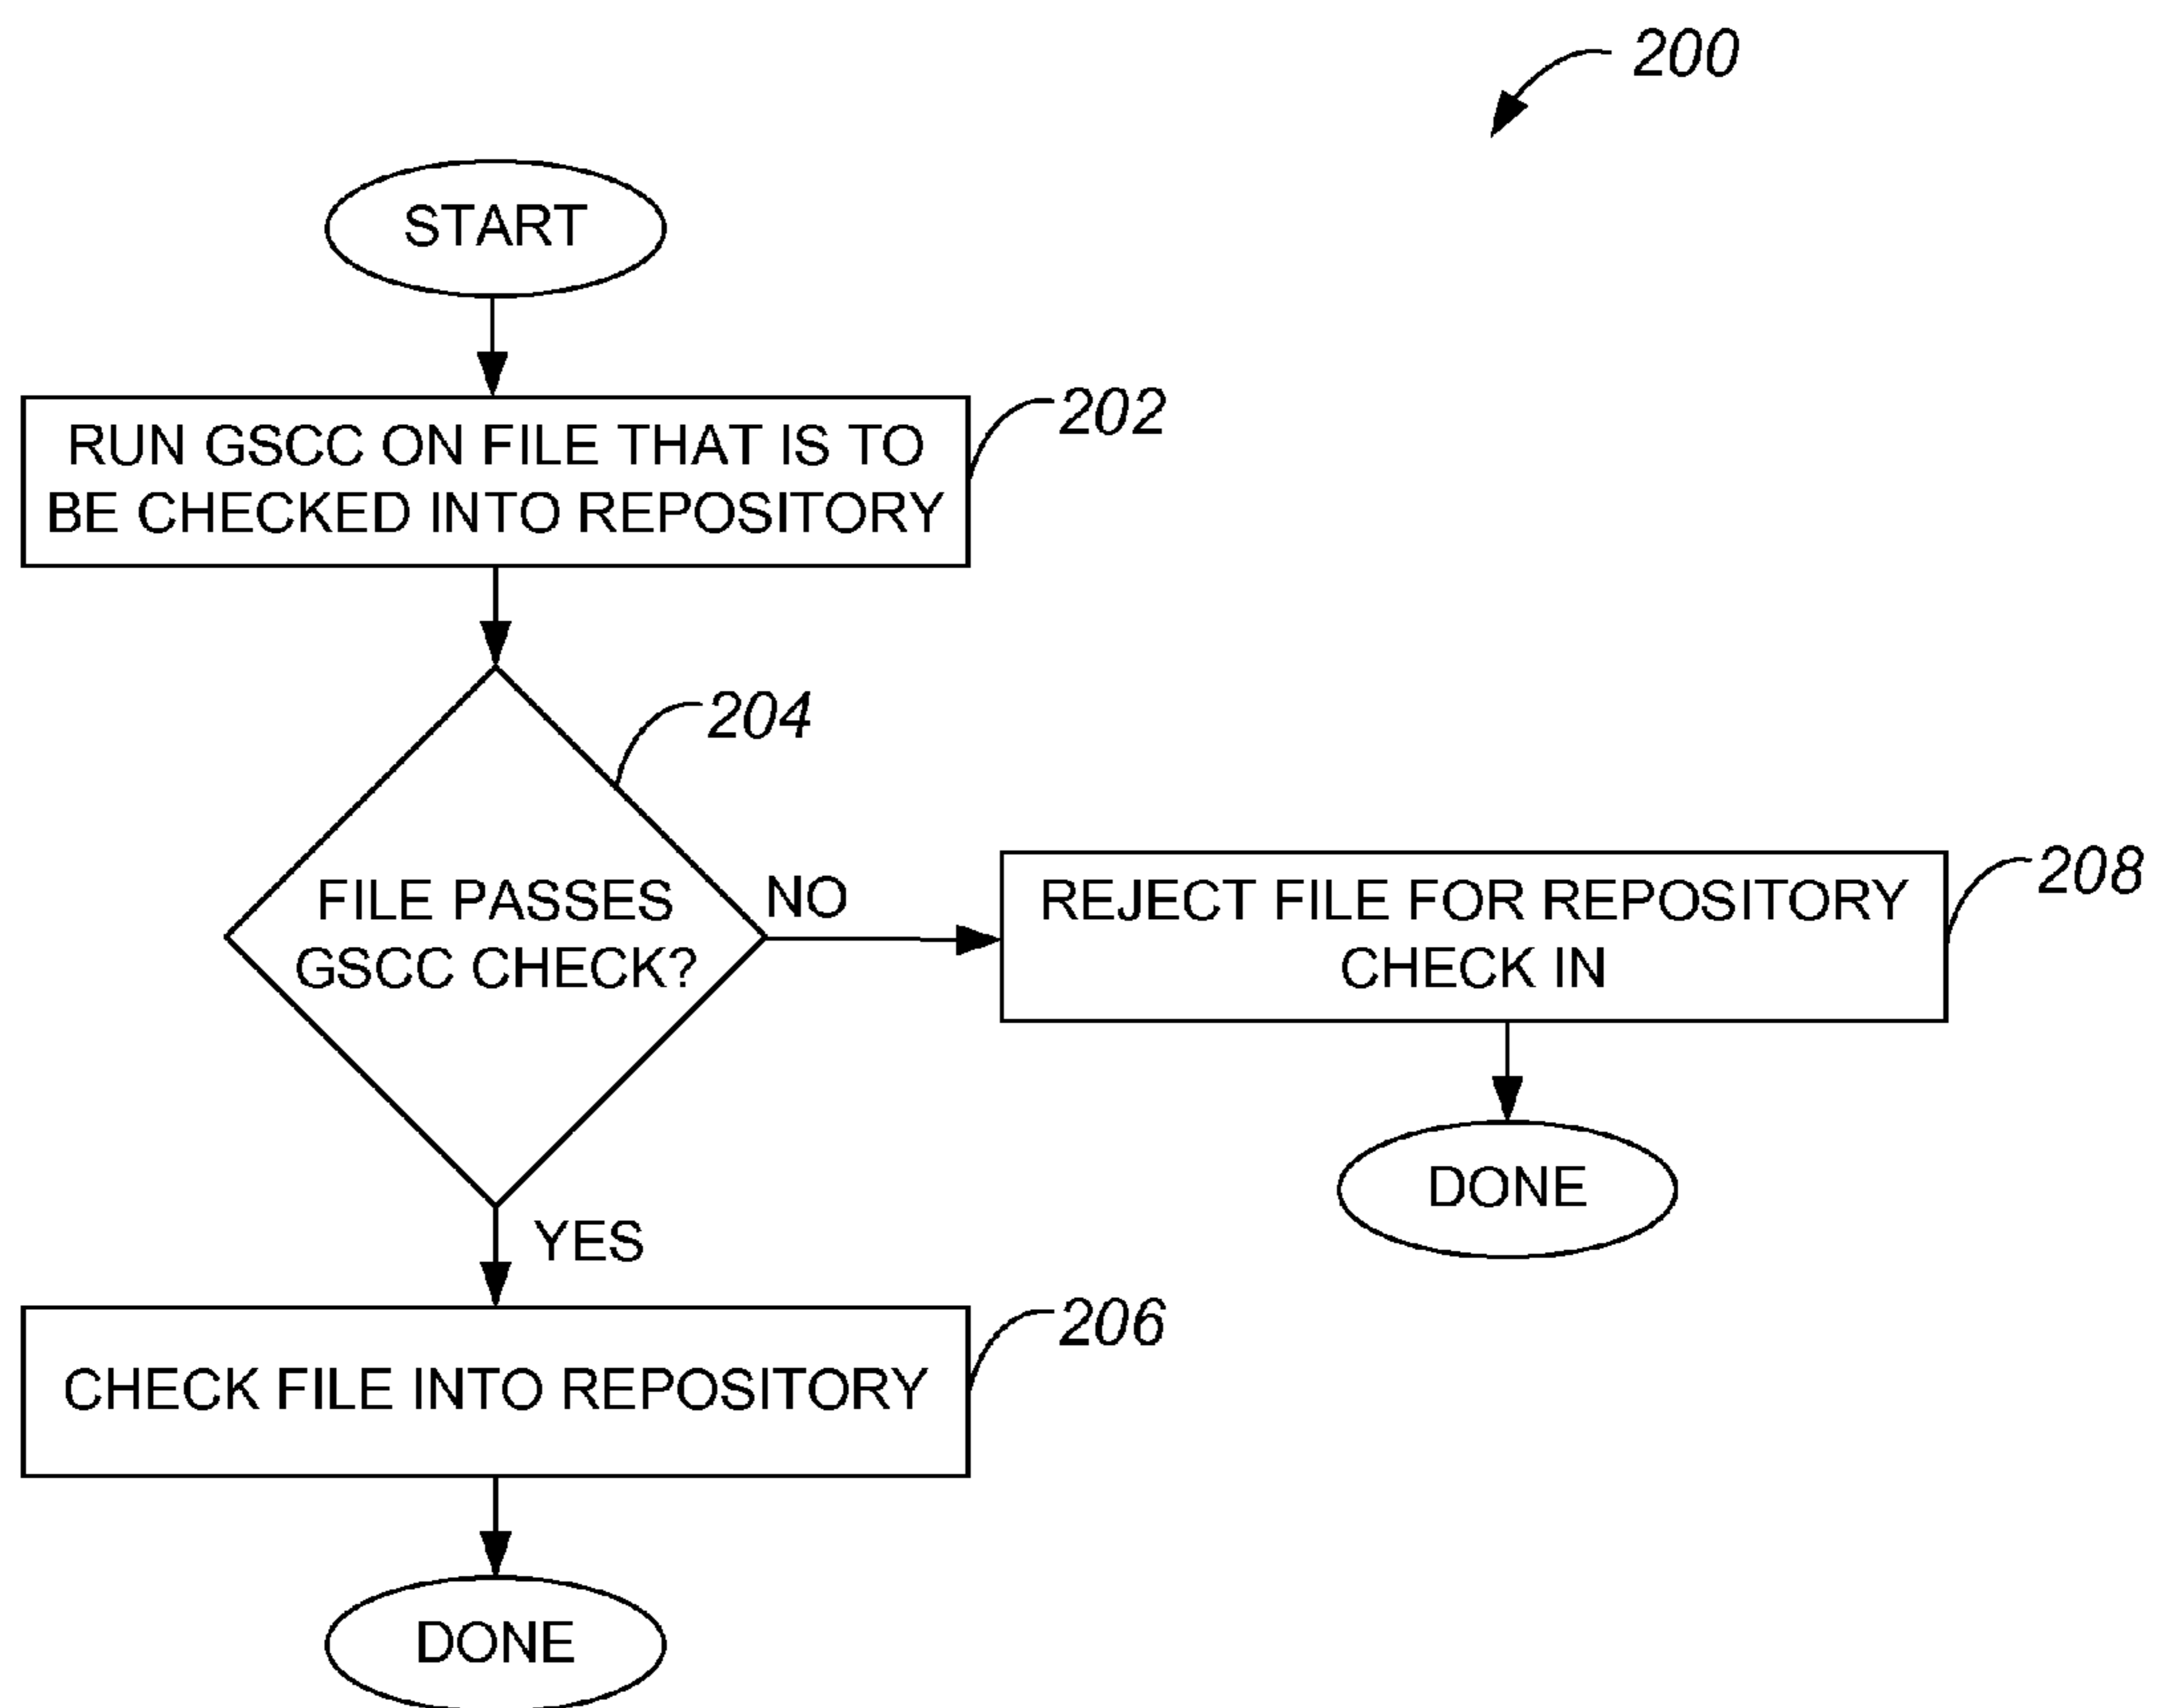 200
START
RUN GSCC ON FILE THAT IS TO
BE CHECKED INTO REPOSITORY
202
204
FILE PASSES
GSCC CHECK?
NO
REJECT FILE FOR REPOSITORY
CHECK IN
208
DONE
YES
CHECK FILE INTO REPOSITORY
206
DONE